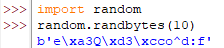 >>> import random
>>> random.randbytes(10)
b'e\xa3Q\xd3\xcco^d:f'